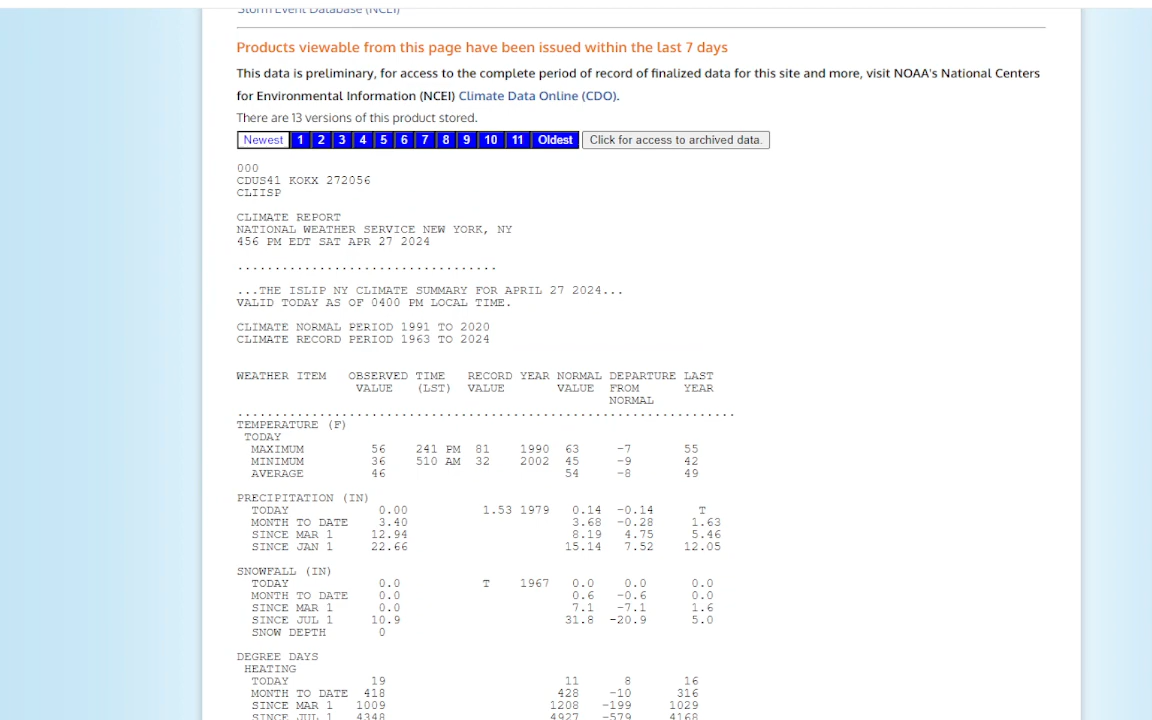 Storm Event Database (NCEI)
Products viewable from this page have been issued within the last 7 days
This data is preliminary, for access to the complete period of record of finalized data for this site and more, visit NOAA's National Centers
for Environmental Information (NCEI) Climate Data Online (CDO).
There are 13 versions of this product stored.
Newest 1 2 3 4 5 6 7 8 9 10 11 Oldest Click for access to archived data.
000
CDUS41 KOKX 272056
CLIISP
CLIMATE REPORT
NATIONAL WEATHER SERVICE NEW YORK, NY
456 PM EDT SAT APR 27 2024
...................................
...THE ISLIP NY CLIMATE SUMMARY FOR APRIL 27 2024...
VALID TODAY AS OF 0400 PM LOCAL TIME.
CLIMATE NORMAL PERIOD 1991 TO 2020
CLIMATE RECORD PERIOD 1963 TO 2024
WEATHER ITEM OBSERVED TIME RECORD YEAR NORMAL DEPARTURE LAST
VALUE (LST) VALUE VALUE FROM YEAR
NORMAL
...................................................................
TEMPERATURE (F)
TODAY
MAXIMUM 56 241 PM 81 1990 63 -7 55
MINIMUM 36 510 AM 32 2002 45 -9 42
AVERAGE 46 54 -8 49
PRECIPITATION (IN)
TODAY 0.00 1.53 1979 0.14 -0.14 T
MONTH TO DATE 3.40 3.68 -0.28 1.63
SINCE MAR 1 12.94 8.19 4.75 5.46
SINCE JAN 1 22.66 15.14 7.52 12.05
SNOWFALL (IN)
TODAY 0.0 T 1967 0.0 0.0 0.0
MONTH TO DATE 0.0 0.6 -0.6 0.0
SINCE MAR 1 0.0 7.1 -7.1 1.6
SINCE JUL 1 10.9 31.8 -20.9 5.0
SNOW DEPTH 0
DEGREE DAYS
HEATING
TODAY 19 11 8 16
MONTH TO DATE 418 428 -10 316
SINCE MAR 1 1009 1208 -199 1029
SINCE JUL 1 4348 4927 -579 4168